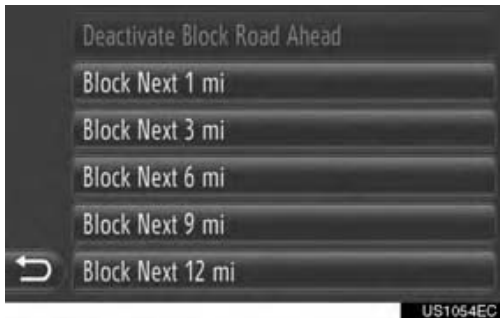 Deactivate Block Road Ahead
Block Next 1 mi
Block Next 3 mi
Block Next 6 mi
Block Next 9 mi
Block Next 12 mi
US1054EC